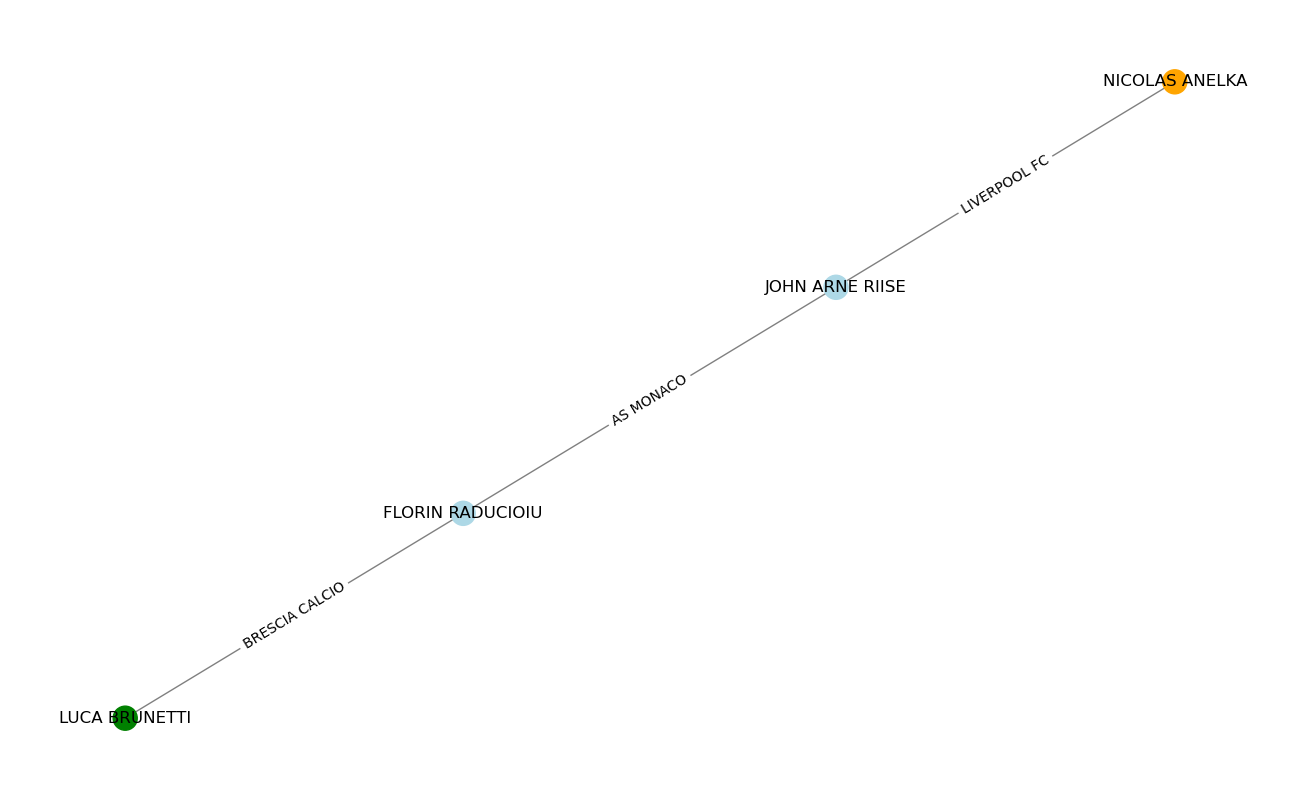 NICOLAS ANELKA
LIVERPOOL FC
JOHN ARNE RIISE
AS MONACO
FLORIN RADUCIOIU
BRESCIA CALCIO
LUCA BRUNETTI